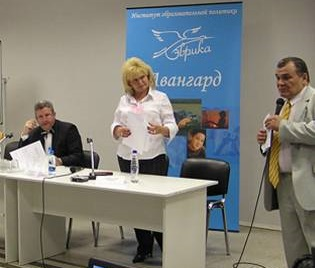 Институт образовательной политики
Эврика
Авангард